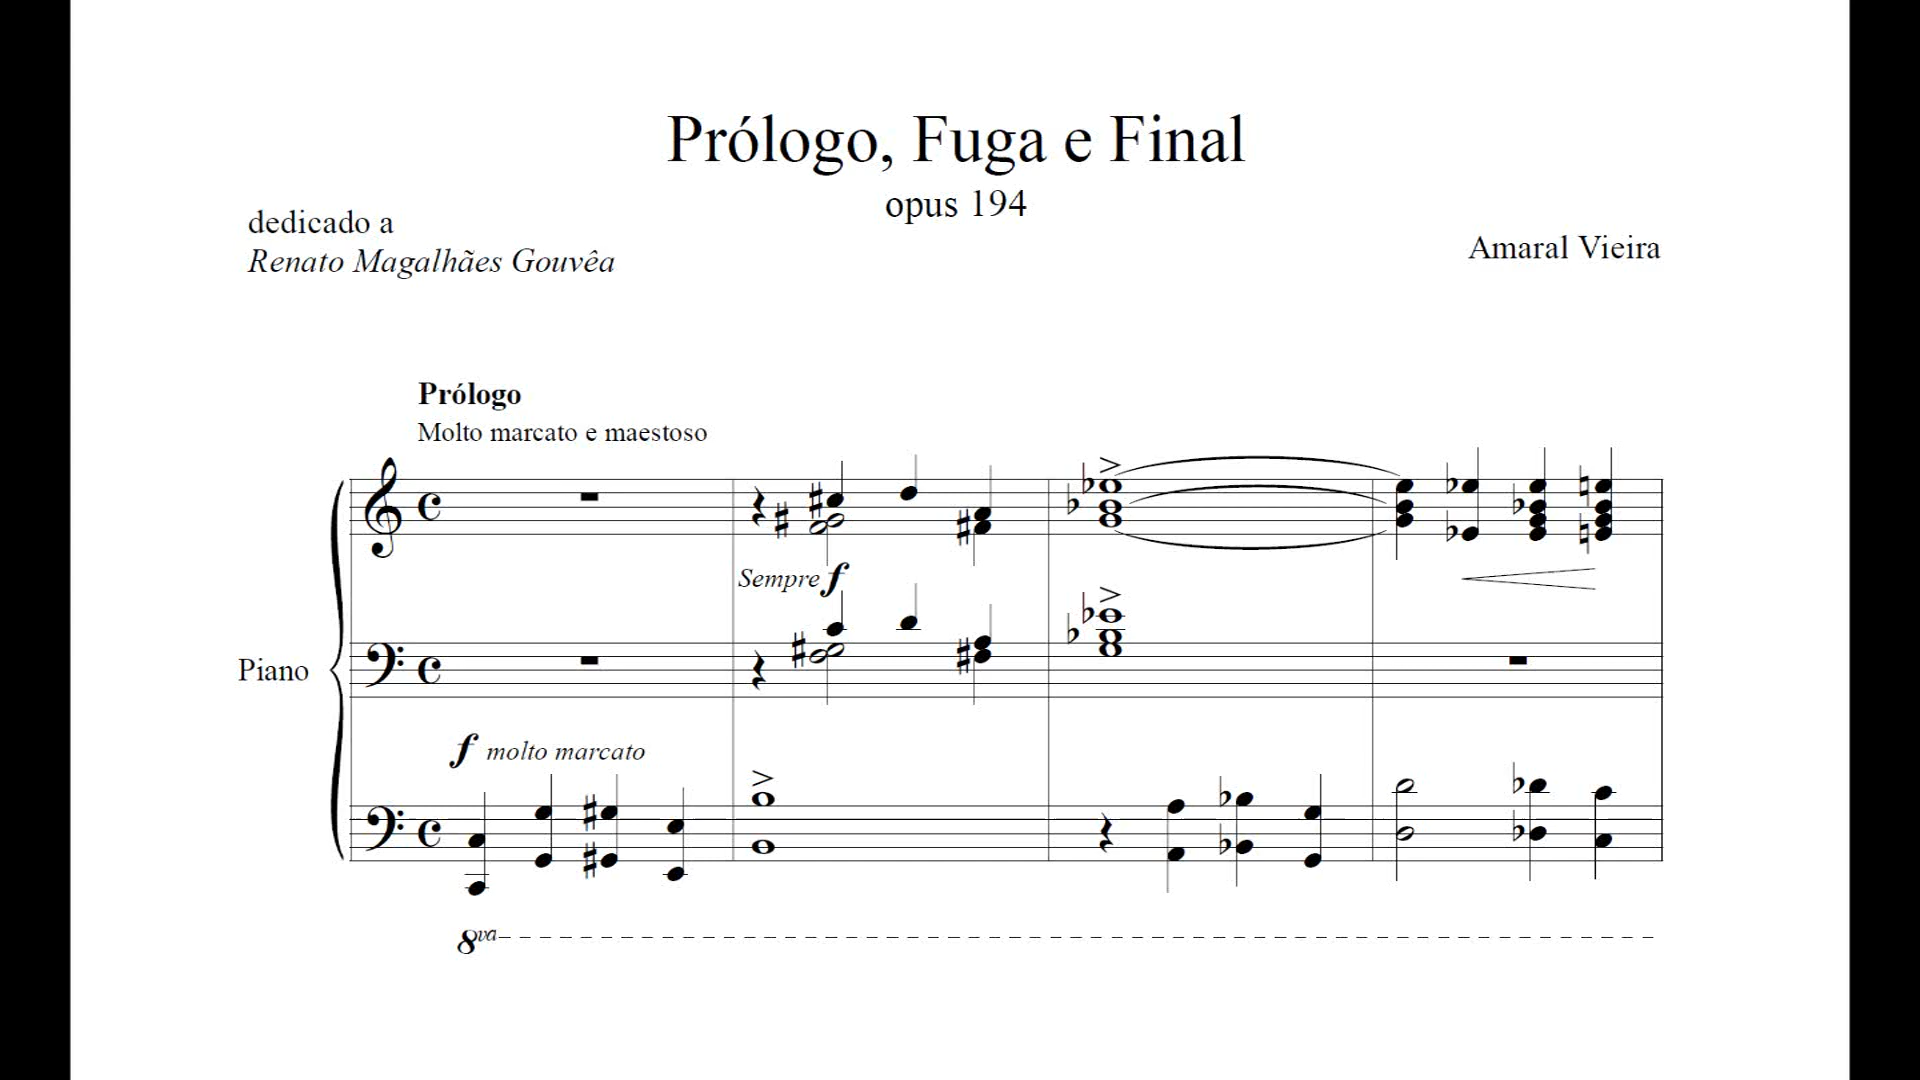 Prólogo, Fuga e Final
opus 194
dedicado a
Renato Magalhães Gouvêa
Amaral Vieira
Prólogo
Molto marcato e maestoso
Sempre f
Piano
f molto marcato
8va